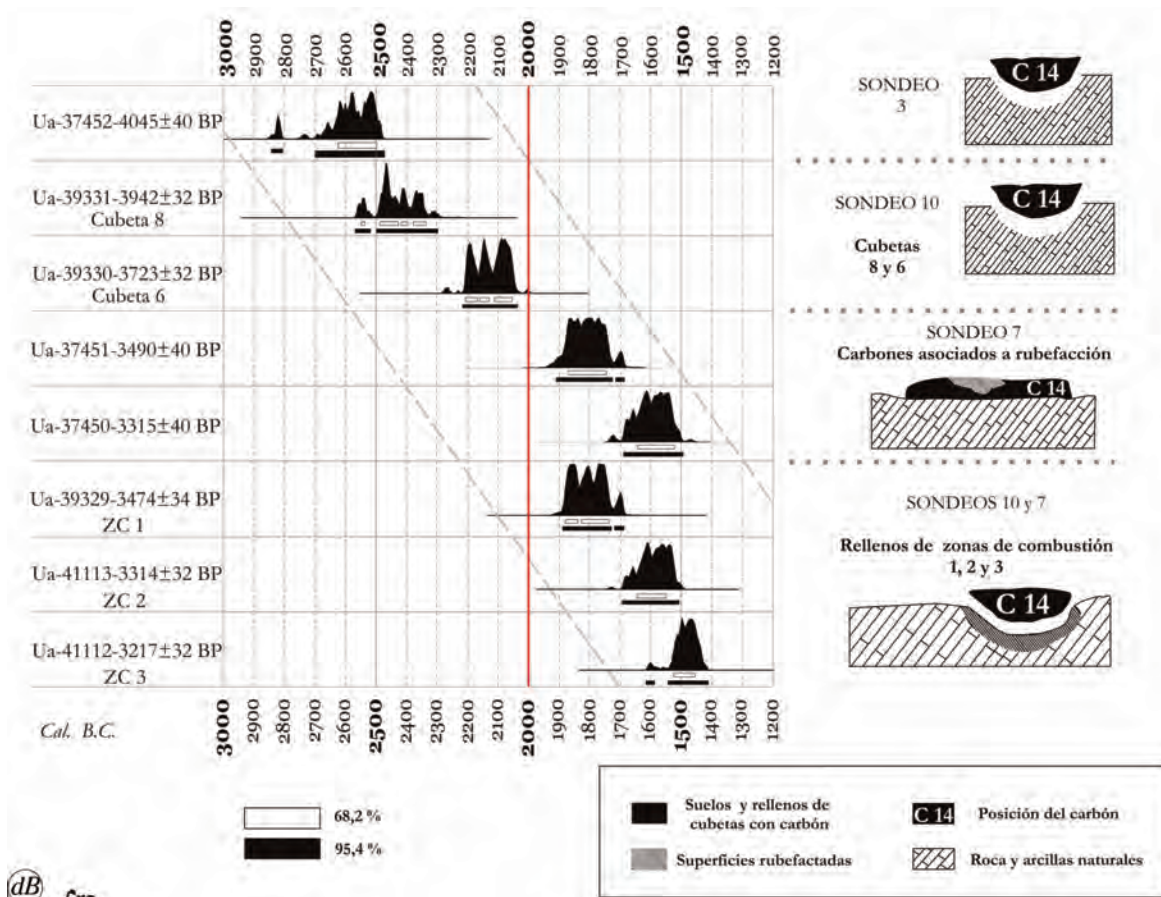 3000 2900 2800 2700 2600 2500 2400 2300 2200 2100 2000 1900 1800 1700 1600 1500 1400 1300 1200
Ua-37452-4045±40 BP
Ua-39331-3942±32 BP
Cubeta 8
Ua-39330-3723±32 BP
Cubeta 6
Ua-37451-3490±40 BP
Ua-37450-3315±40 BP
Ua-39329-3474±34 BP
ZC 1
Ua-41113-3314±32 BP
ZC 2
Ua-41112-3217±32 BP
ZC 3
3000 2900 2800 2700 2600 2500 2400 2300 2200 2100 2000 1900 1800 1700 1600 1500 1400 1300 1200
Cal. B.C.
68,2 %
95,4 %
SONDEO
3
C 14
SONDEO 10
Cubetas
8 y 6
C 14
SONDEO 7
Carbones asociados a rubefacción
C 14
SONDEOS 10 y 7
Rellenos de zonas de combustión
1, 2 y 3
C 14
Suelos y rellenos de
cubetas con carbón
C 14 Posición del carbón
Superficies rubefactadas
Roca y arcillas naturales
dB